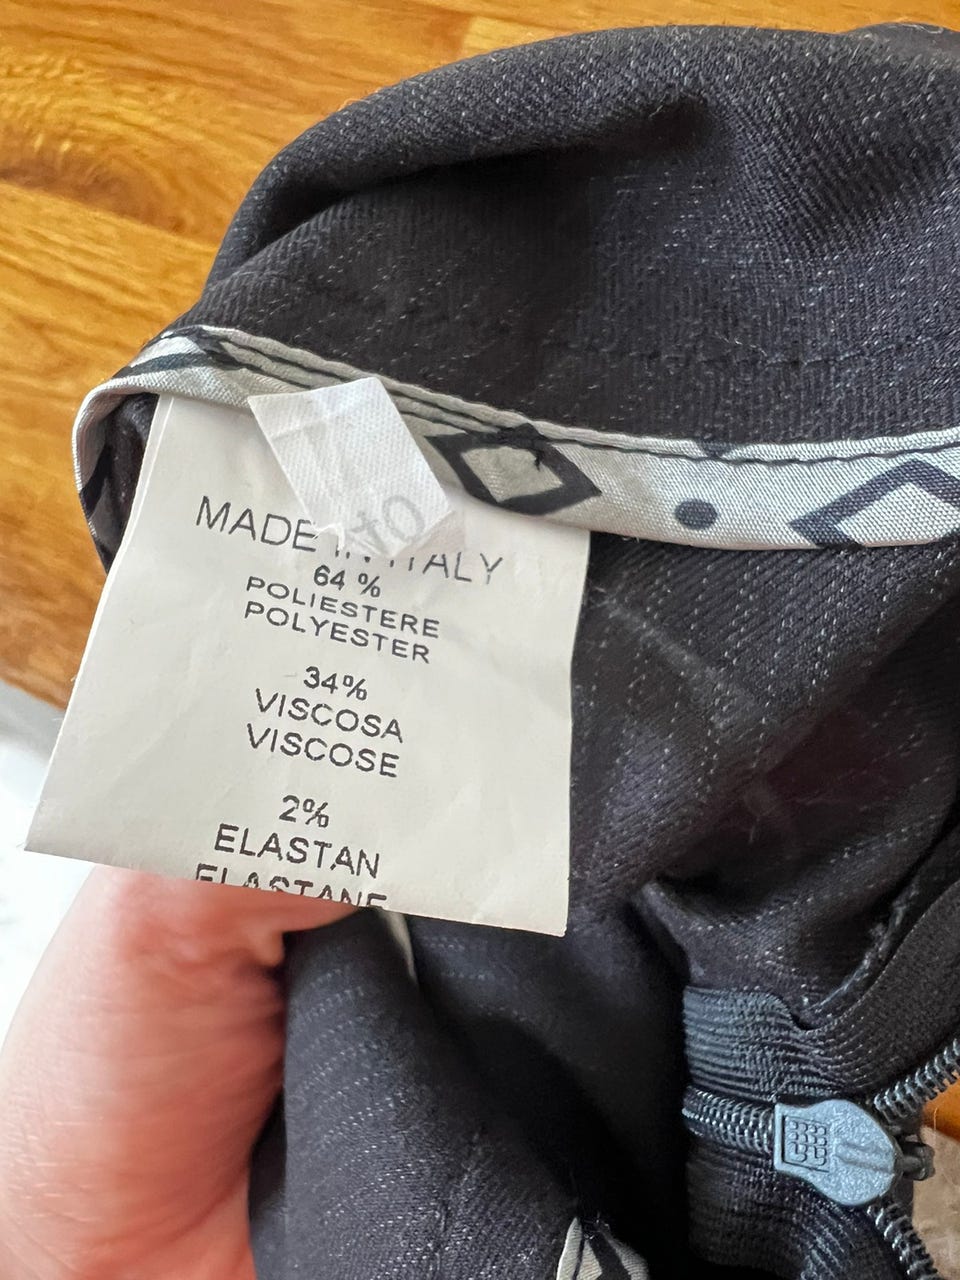 MADE IN ITALY
64 %
POLIESTERE
POLYESTER
34%
VISCOSA
VISCOSE
2%
ELASTAN
ELASTANE